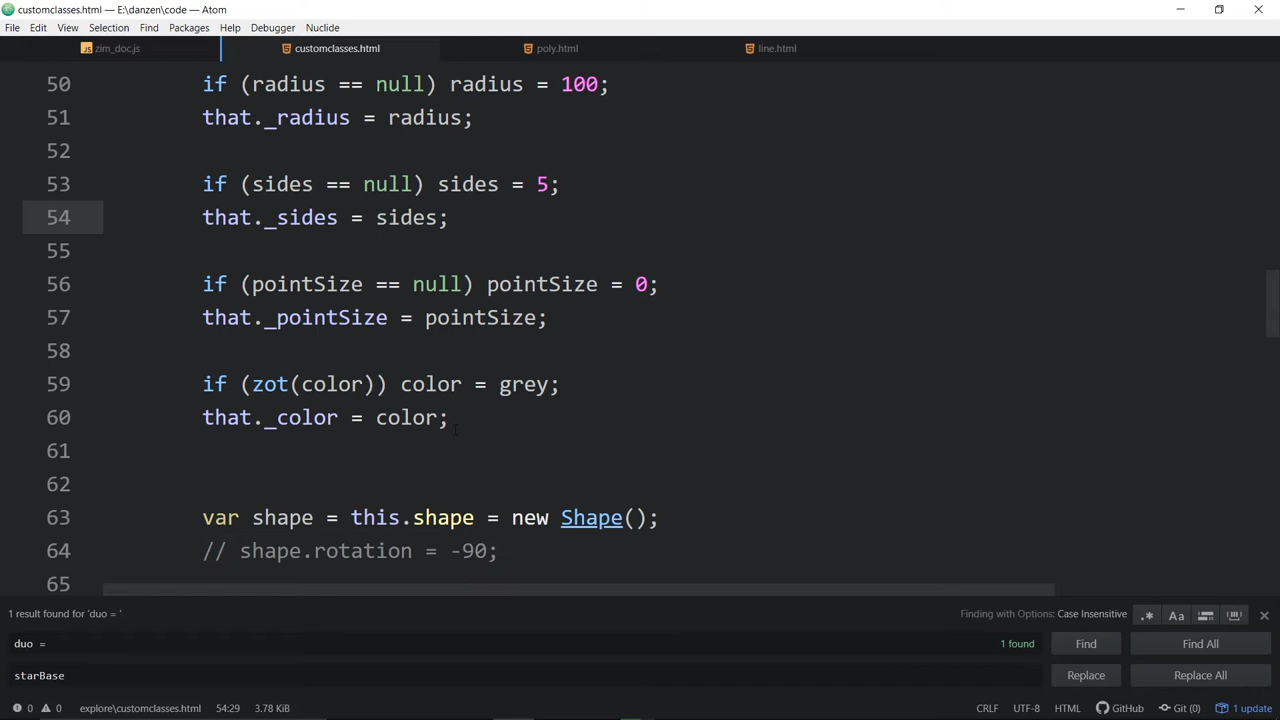 customclasses.html — E:\danzen\code — Atom
File Edit View Selection Find Packages Help Debugger Nuclide
JS zim_doc.js customclasses.html poly.html line.html
50 if (radius == null) radius = 100;
51 that._radius = radius;
52
53 if (sides == null) sides = 5;
54 that._sides = sides;
55
56 if (pointSize == null) pointSize = 0;
57 that._pointSize = pointSize;
58
59 if (zot(color)) color = grey;
60 that._color = color;
61
62
63 var shape = this.shape = new Shape();
64 // shape.rotation = -90;
65
1 result found for 'duo = ' Finding with Options: Case Insensitive .* Aa
duo = 1 found Find Find All
starBase Replace Replace All
0 0 explore\customclasses.html 54:29 3.78 KiB CRLF UTF-8 HTML GitHub Git (0) 1 update